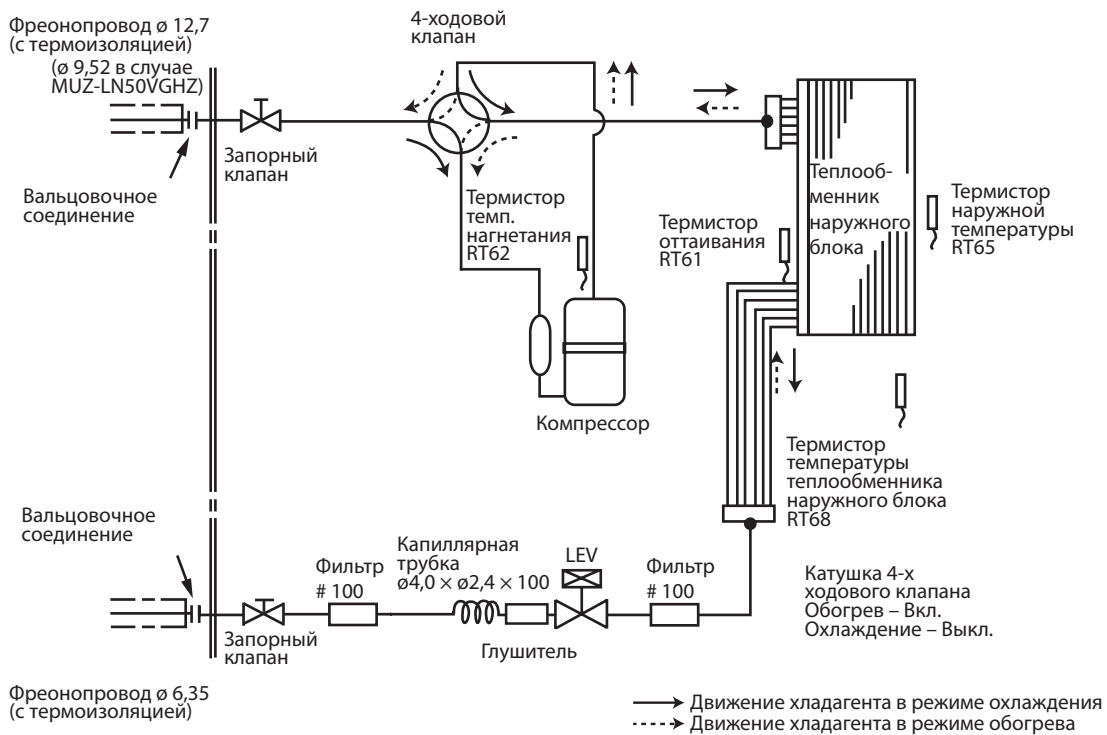 Фреонопровод ø 12,7
(с термоизоляцией)
(ø 9,52 в случае
MUZ-LN50VGHZ)
4-ходовой
клапан
Запорный
клапан
Вальцовочное
соединение
Термистор
темп.
нагнетания
RT62
Термистор
оттаивания
RT61
Теплооб-
менник
наружного
блока
Термистор
наружной
температуры
RT65
Компрессор
Термистор
температуры
теплообменника
наружного блока
RT68
Вальцовочное
соединение
Фильтр
# 100
Капиллярная
трубка
ø4,0 × ø2,4 × 100
LEV
Фильтр
# 100
Катушка 4-х
ходового клапана
Обогрев – Вкл.
Охлаждение – Выкл.
Запорный
клапан
Глушитель
Фреонопровод ø 6,35
(с термоизоляцией)
Движение хладагента в режиме охлаждения
Движение хладагента в режиме обогрева